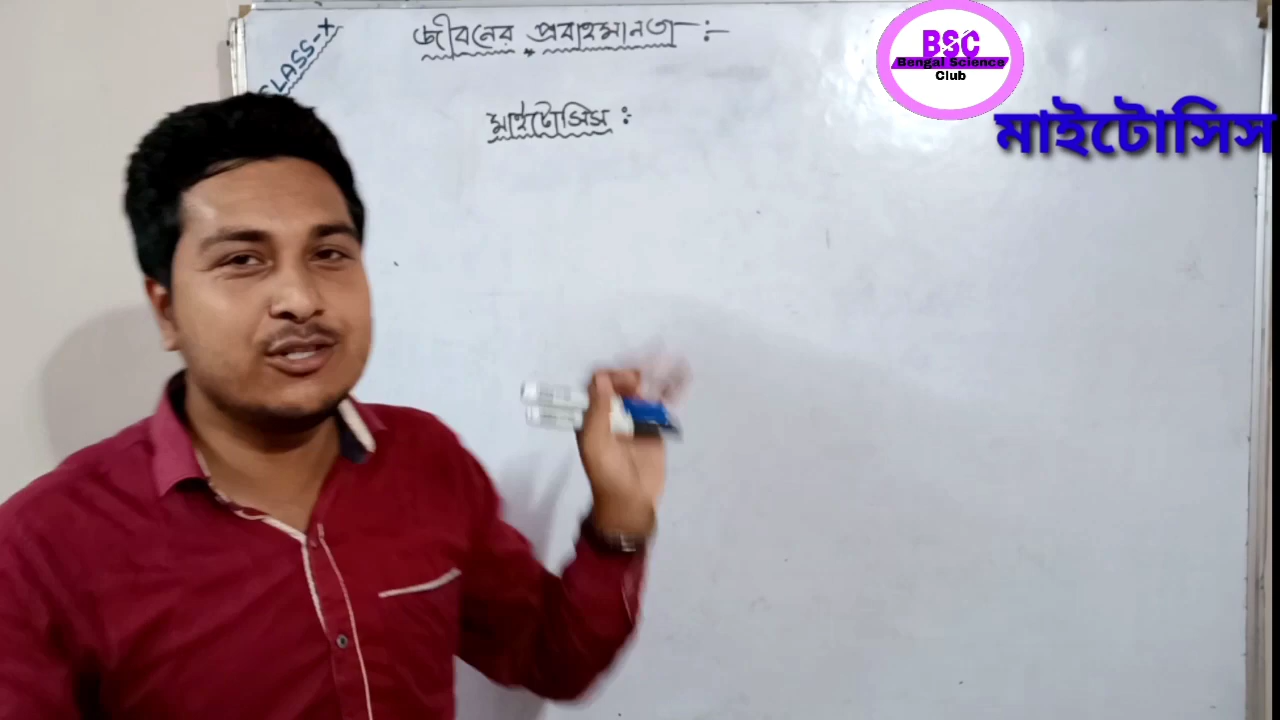 CLASS-X
জীবনের প্রবাহমানতা :-
মাইটোসিস :
BSC
Bengal Science
Club
মাইটোসিস